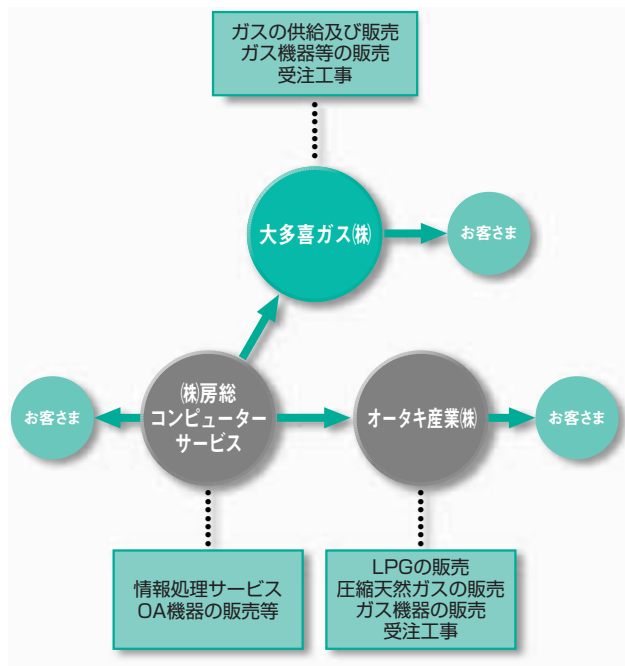 ガスの供給及び販売
ガス機器等の販売
受注工事
大多喜ガス㈱
お客さま
㈱房総
コンピューター
サービス
お客さま
オータキ産業㈱
お客さま
情報処理サービス
OA機器の販売等
LPGの販売
圧縮天然ガスの販売
ガス機器の販売
受注工事